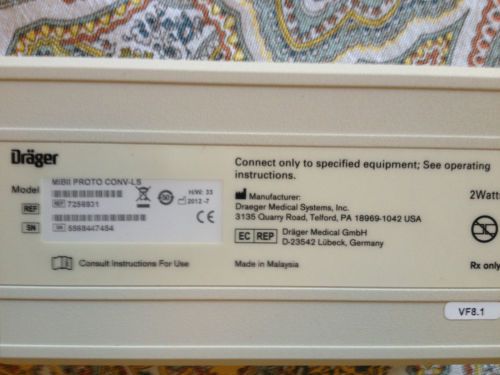 Dräger
Model
MIBII PROTO CONV-LS
H/W: 33
REF
7256931
2012 -7
SN
5568447454
CE
Consult Instructions For Use
Connect only to specified equipment; See operating
instructions.
Manufacturer:
Draeger Medical Systems, Inc.
3135 Quarry Road, Telford, PA 18969-1042 USA
EC REP
Dräger Medical GmbH
D-23542 Lübeck, Germany
Made in Malaysia
2Watts
Rx only
VF8.1